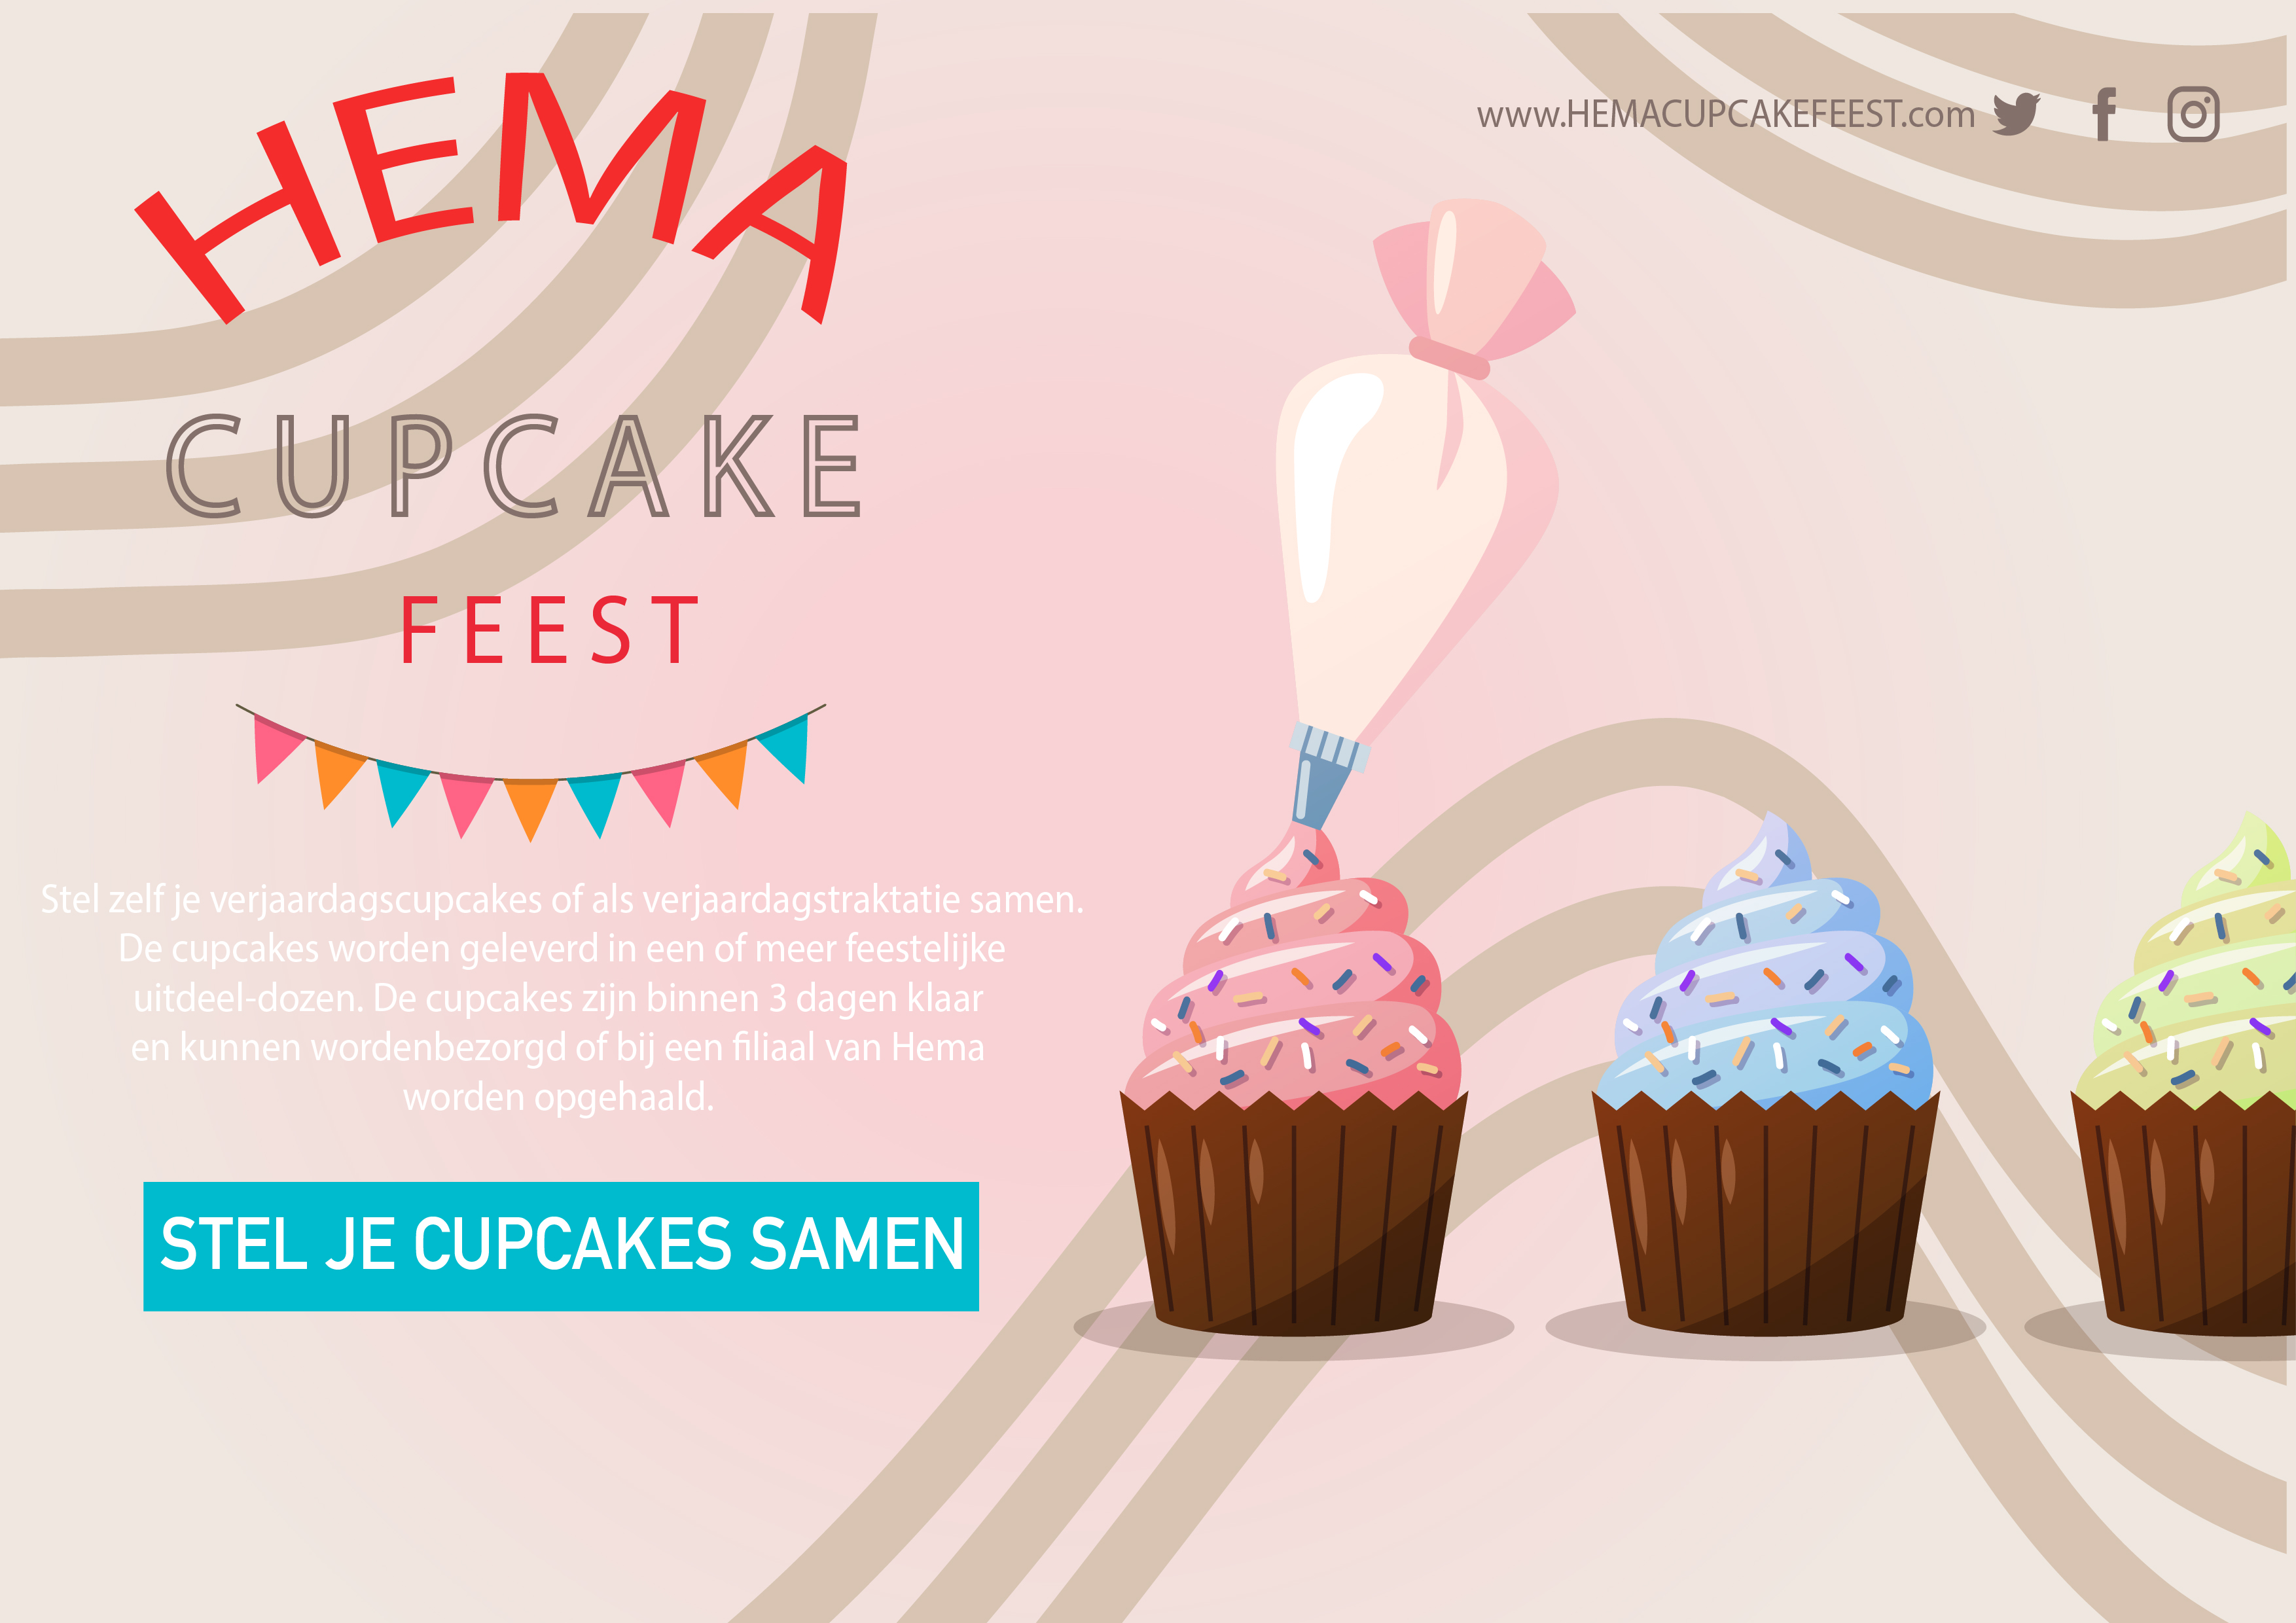 HEMA
CUPCAKE
FEEST
www.HEMACUPCAKEFEEST.com
Stel zelf je verjaardagscupcakes of als verjaardagstraktatie samen.
De cupcakes worden geleverd in een of meer feestelijke
uitdeel-dozen. De cupcakes zijn binnen 3 dagen klaar
en kunnen wordenbezorgd of bij een filiaal van Hema
worden opgehaald.
STEL JE CUPCAKES SAMEN